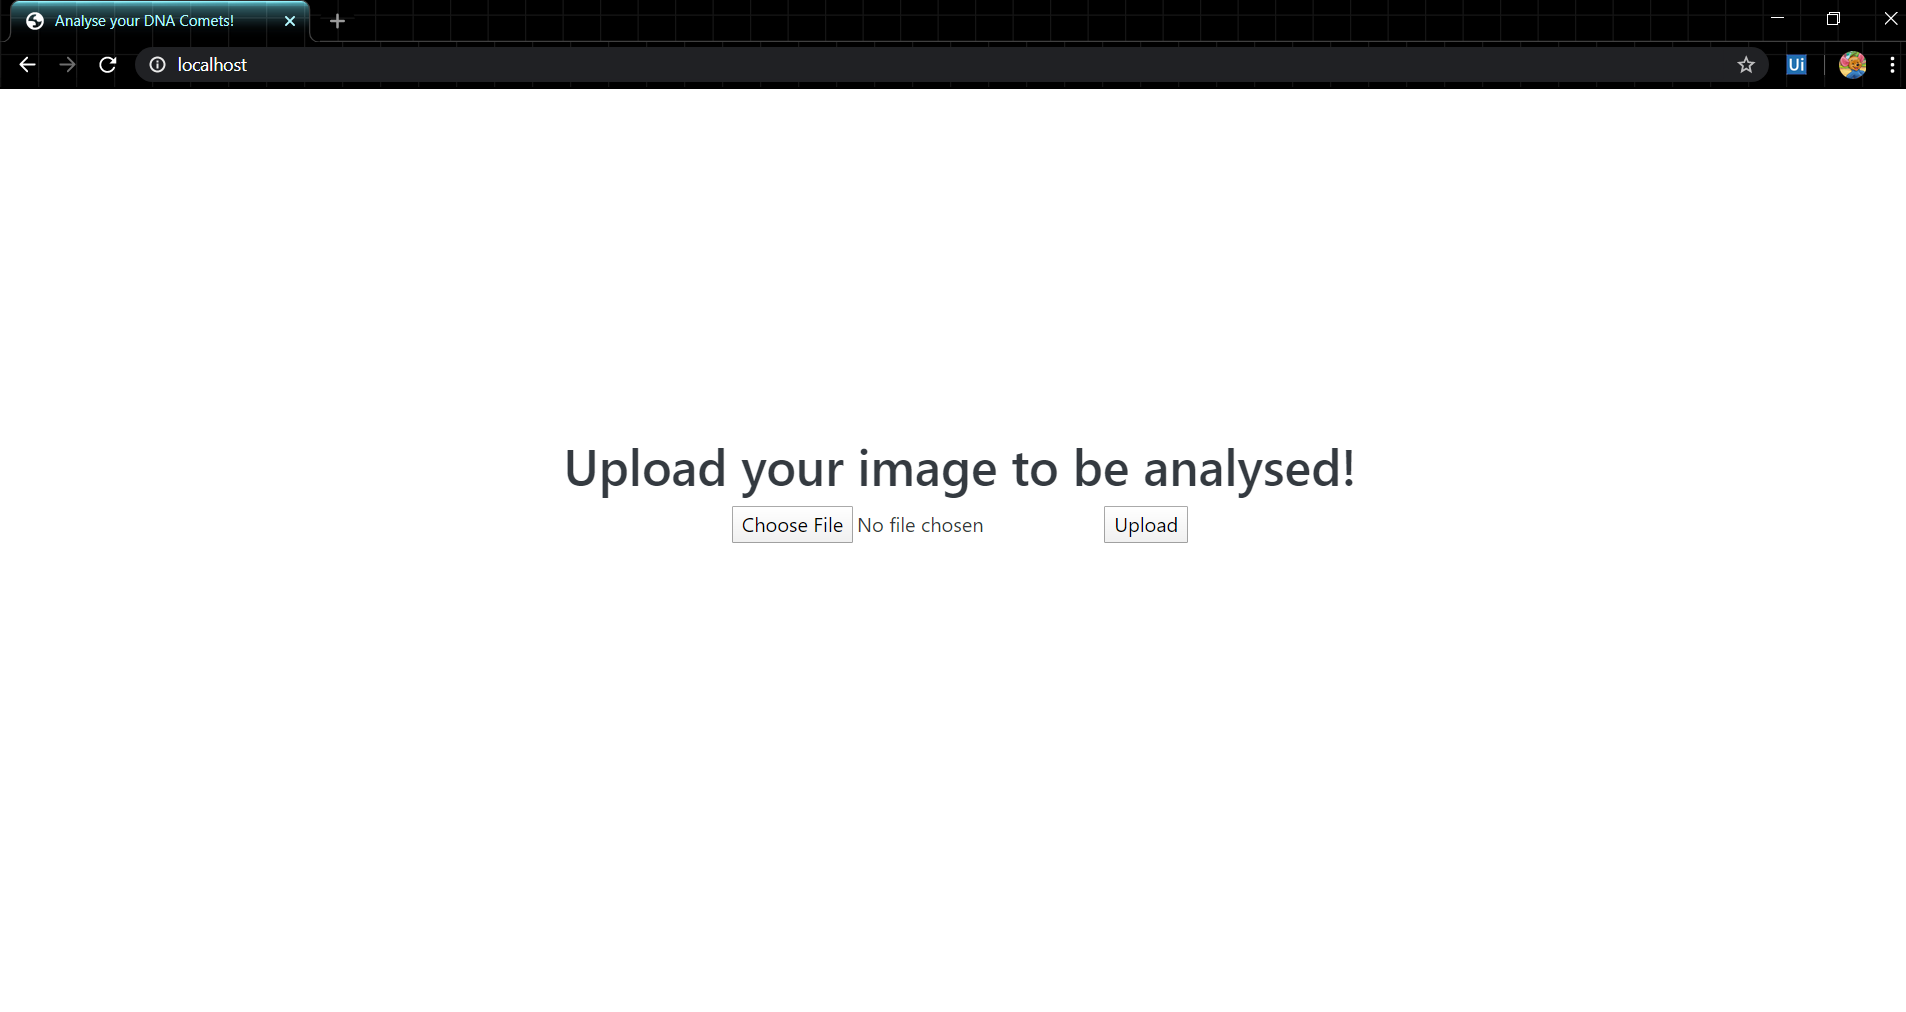 Analyse your DNA Comets!
localhost
Ui
Upload your image to be analysed!
Choose File No file chosen Upload